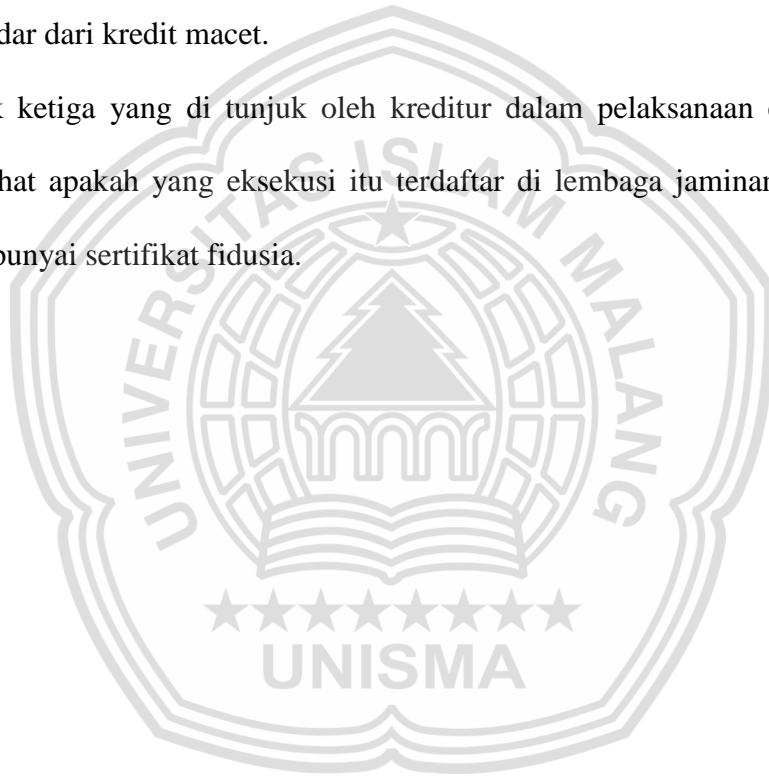 dar dari kredit macet.
ketiga yang di tunjuk oleh kreditur dalam pelaksanaan
hat apakah yang eksekusi itu terdaftar di lembaga jaminan
punyai sertifikat fidusia.
UNIVERSITAS ISLAM MALANG
UNISMA